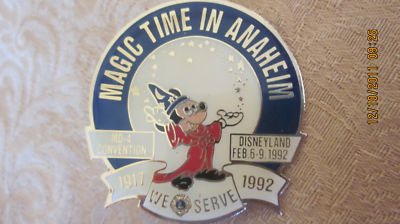 MAGIC TIME IN ANAHEIM
MD-4
CONVENTION
DISNEYLAND
FEB. 6-9. 1992
1917
1992
WE SERVE
12/10/2011 09:26